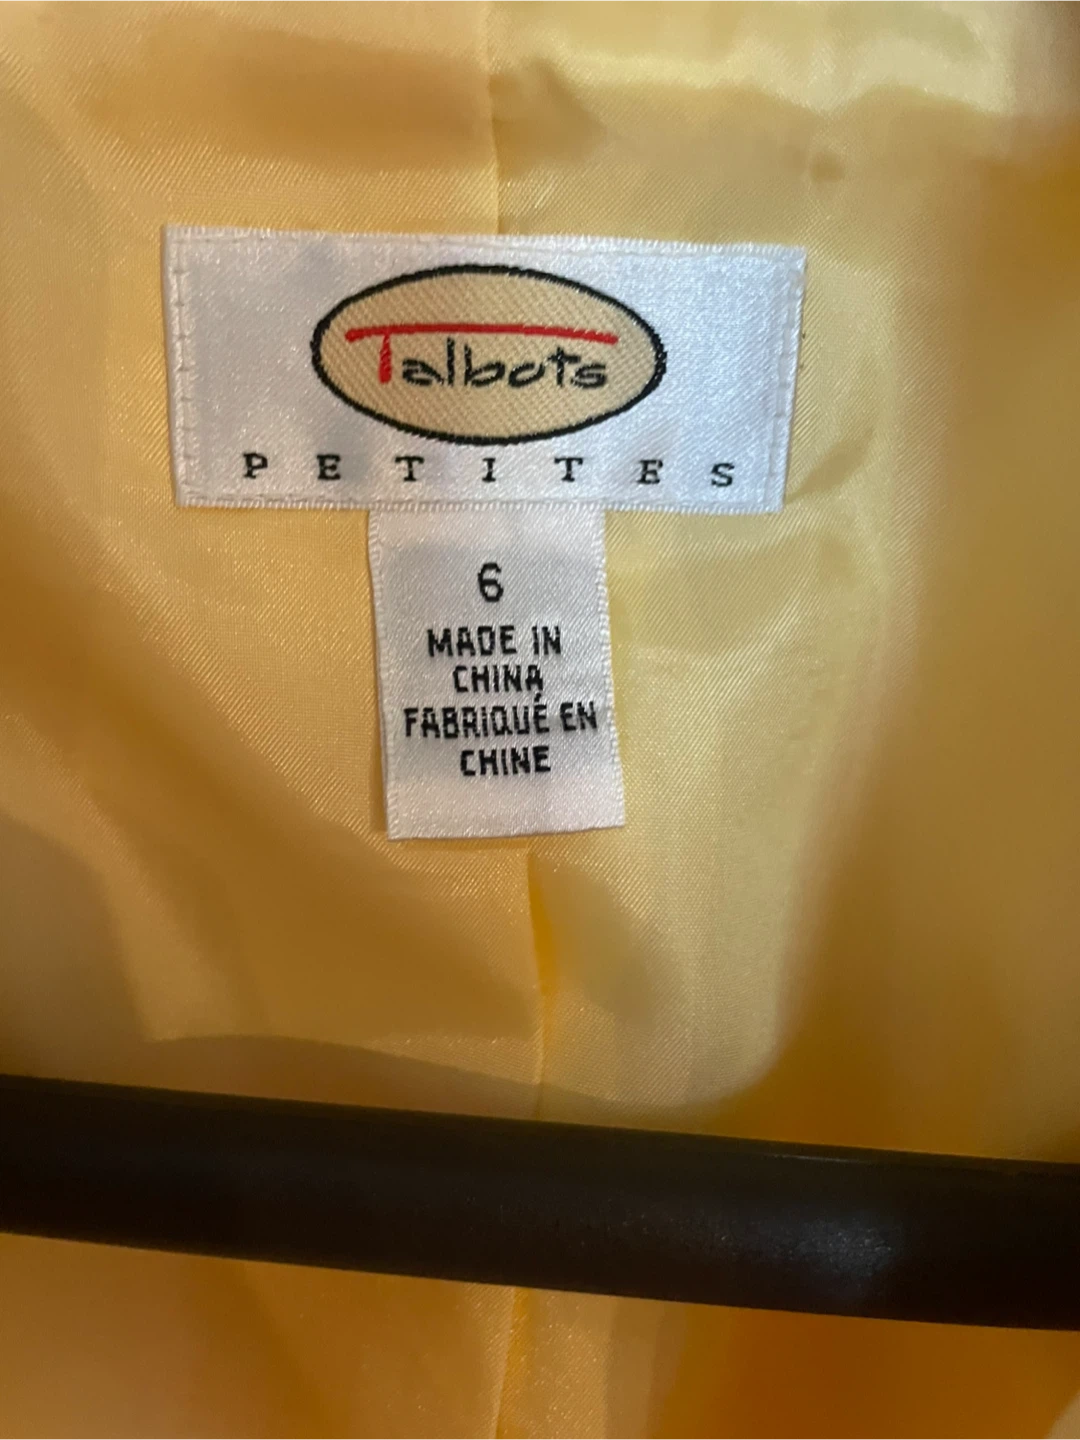 Talbots
PETITES
6
MADE IN
CHINA
FABRIQUÉ EN
CHINE